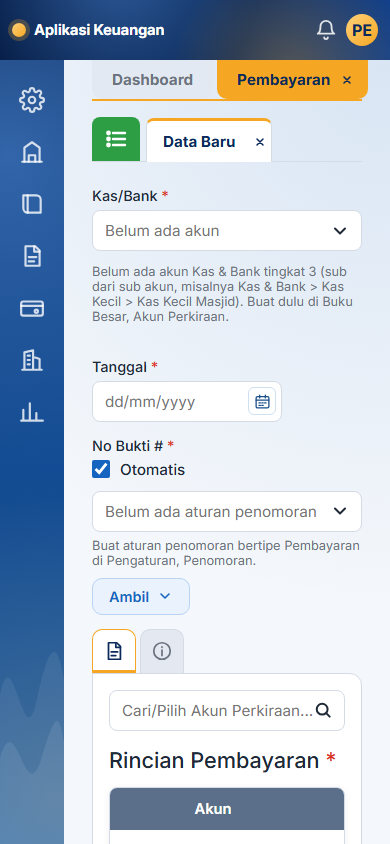 Aplikasi Keuangan
PE
Dashboard
Pembayaran ×
Data Baru ×
Kas/Bank *
Belum ada akun
Belum ada akun Kas & Bank tingkat 3 (sub
dari sub akun, misalnya Kas & Bank > Kas
Kecil > Kas Kecil Masjid). Buat dulu di Buku
Besar, Akun Perkiraan.
Tanggal *
dd/mm/yyyy
No Bukti # *
Otomatis
Belum ada aturan penomoran
Buat aturan penomoran bertipe Pembayaran
di Pengaturan, Penomoran.
Ambil
Cari/Pilih Akun Perkiraan...
Rincian Pembayaran *
Akun